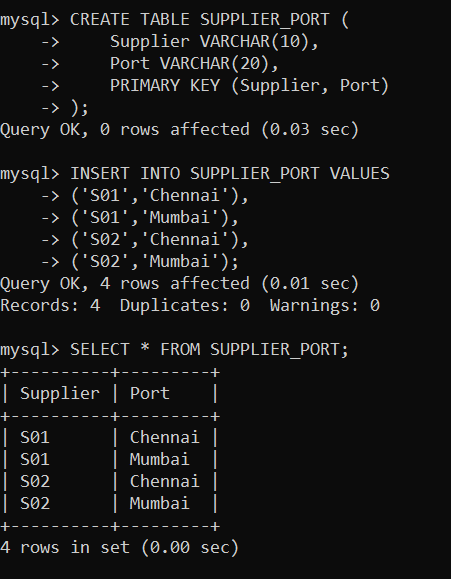 mysql> CREATE TABLE SUPPLIER_PORT (
    ->     Supplier VARCHAR(10),
    ->     Port VARCHAR(20),
    ->     PRIMARY KEY (Supplier, Port)
    -> );
Query OK, 0 rows affected (0.03 sec)

mysql> INSERT INTO SUPPLIER_PORT VALUES
    -> ('S01','Chennai'),
    -> ('S01','Mumbai'),
    -> ('S02','Chennai'),
    -> ('S02','Mumbai');
Query OK, 4 rows affected (0.01 sec)
Records: 4  Duplicates: 0  Warnings: 0

mysql> SELECT * FROM SUPPLIER_PORT;
+----------+---------+
| Supplier | Port    |
+----------+---------+
| S01      | Chennai |
| S01      | Mumbai  |
| S02      | Chennai |
| S02      | Mumbai  |
+----------+---------+
4 rows in set (0.00 sec)